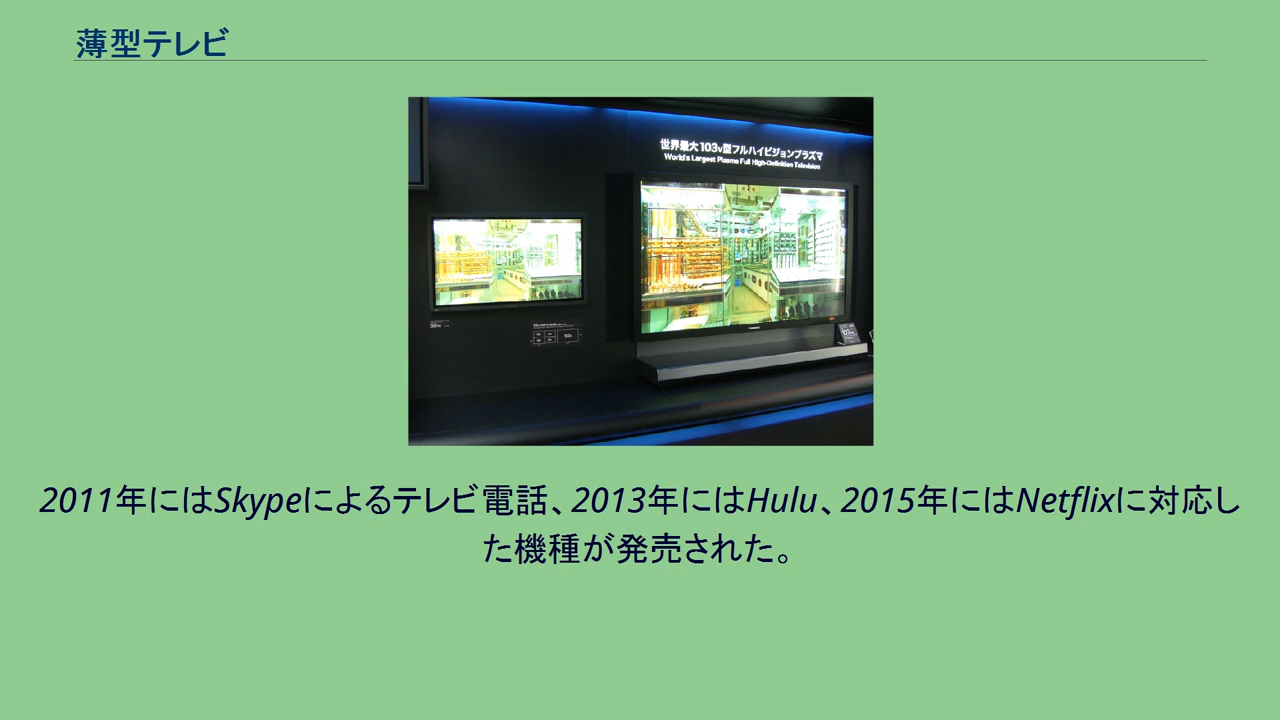 薄型テレビ
世界最大103v型フルハイビジョンプラズマ
World's Largest Plasma Full High-Definition Television
2011年にはSkypeによるテレビ電話、2013年にはHulu、2015年にはNetflixに対応し
た機種が発売された。